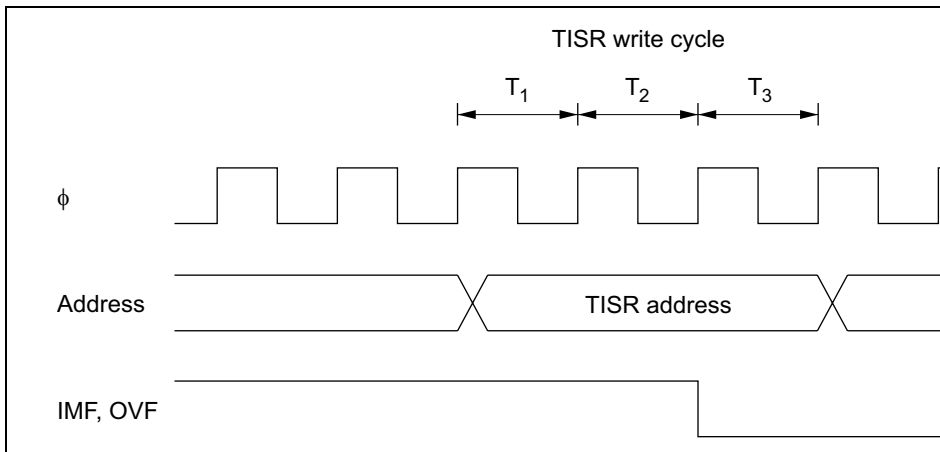 TISR write cycle
T1 T2 T3
ϕ
Address
TISR address
IMF, OVF